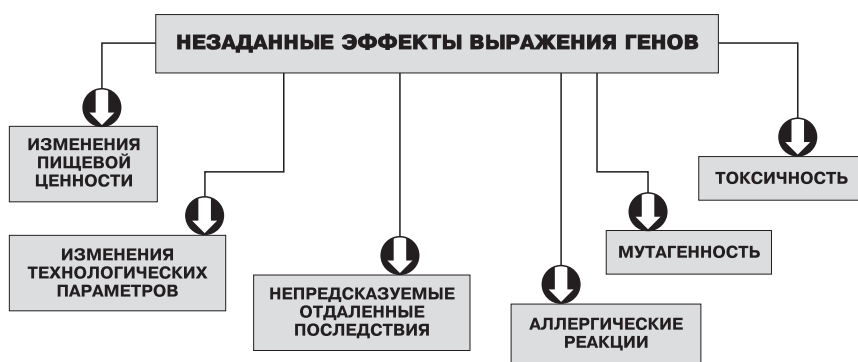 НЕЗАДАННЫЕ ЭФФЕКТЫ ВЫРАЖЕНИЯ ГЕНОВ
ИЗМЕНЕНИЯ
ПИЩЕВОЙ
ЦЕННОСТИ
ИЗМЕНЕНИЯ
ТЕХНОЛОГИЧЕСКИХ
ПАРАМЕТРОВ
НЕПРЕДСКАЗУЕМЫЕ
ОТДАЛЕННЫЕ
ПОСЛЕДСТВИЯ
АЛЛЕРГИЧЕСКИЕ
РЕАКЦИИ
МУТАГЕННОСТЬ
ТОКСИЧНОСТЬ